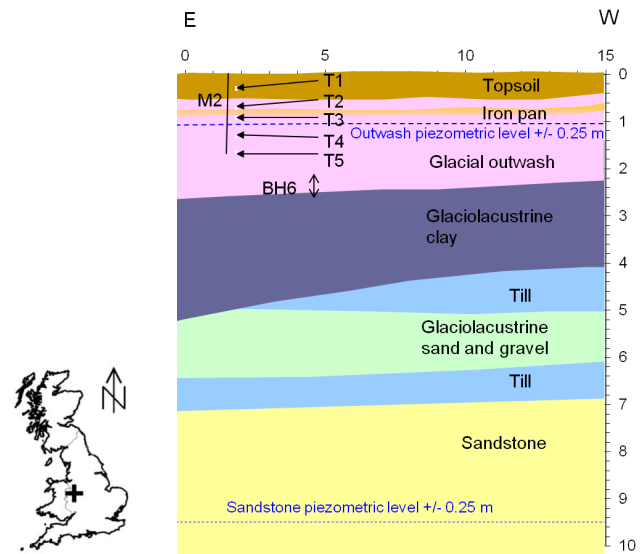 E W
0 5 10 15
T1
Topsoil
M2
T2
Iron pan
T3
Outwash piezometric level +/- 0.25 m
T4
T5
Glacial outwash
BH6
Glaciolacustrine
clay
Till
Glaciolacustrine
sand and gravel
Till
Sandstone
Sandstone piezometric level +/- 0.25 m
0
1
2
3
4
5
6
7
8
9
10
N